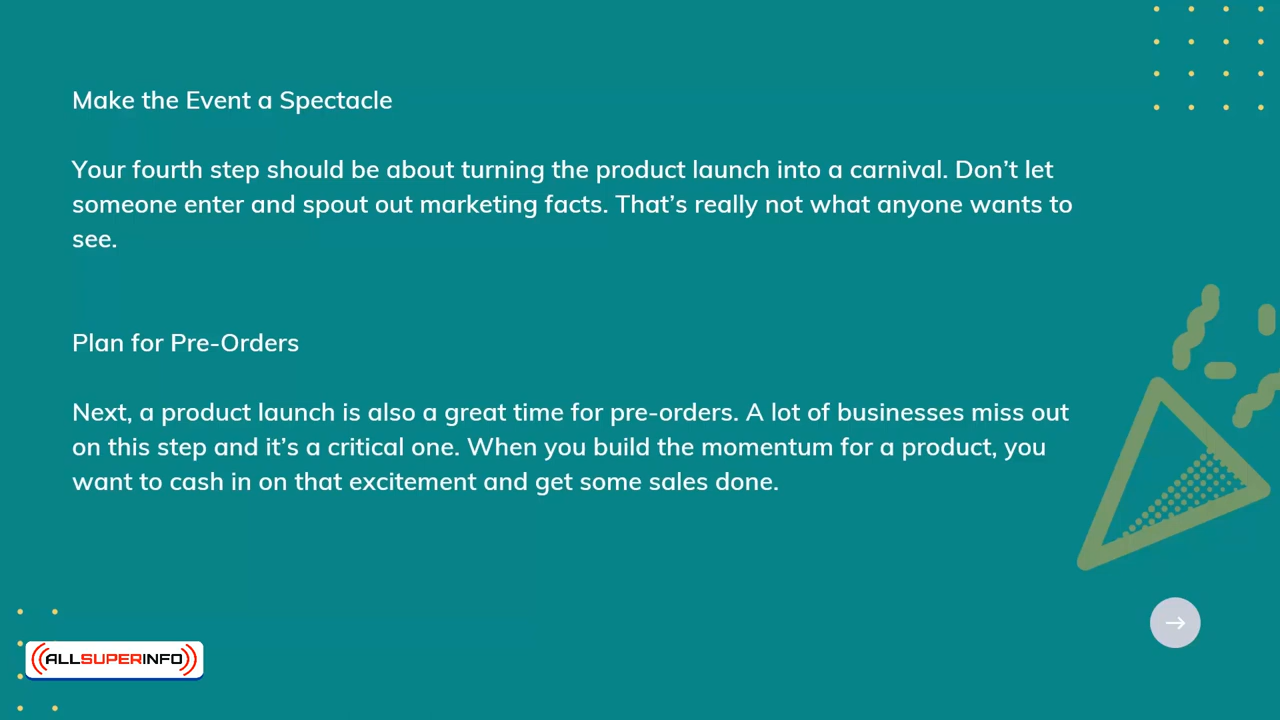 Make the Event a Spectacle
Your fourth step should be about turning the product launch into a carnival. Don’t let
someone enter and spout out marketing facts. That’s really not what anyone wants to
see.
Plan for Pre-Orders
Next, a product launch is also a great time for pre-orders. A lot of businesses miss out
on this step and it’s a critical one. When you build the momentum for a product, you
want to cash in on that excitement and get some sales done.
ALLSUPERINFO